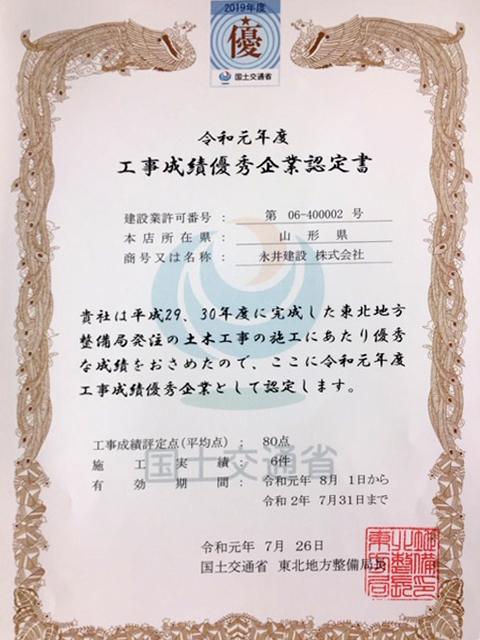 2019年度
優
国土交通省
令和元年度
工事成績優秀企業認定書
建設業許可番号 : 第 06-400002 号
本店所在県 : 山形県
商号又は名称 : 永井建設 株式会社
貴社は平成29、30年度に完成した東北地方
整備局発注の土木工事の施工にあたり優秀
な成績をおさめたので、ここに令和元年度
工事成績優秀企業として認定します。
工事成績評定点(平均点) : 80点
施工実績 : 6件
国土交通省
有効期間 : 令和元年 8月 1日から
令和 2年 7月31日まで
令和元年 7月 26日
国土交通省 東北地方整備局長